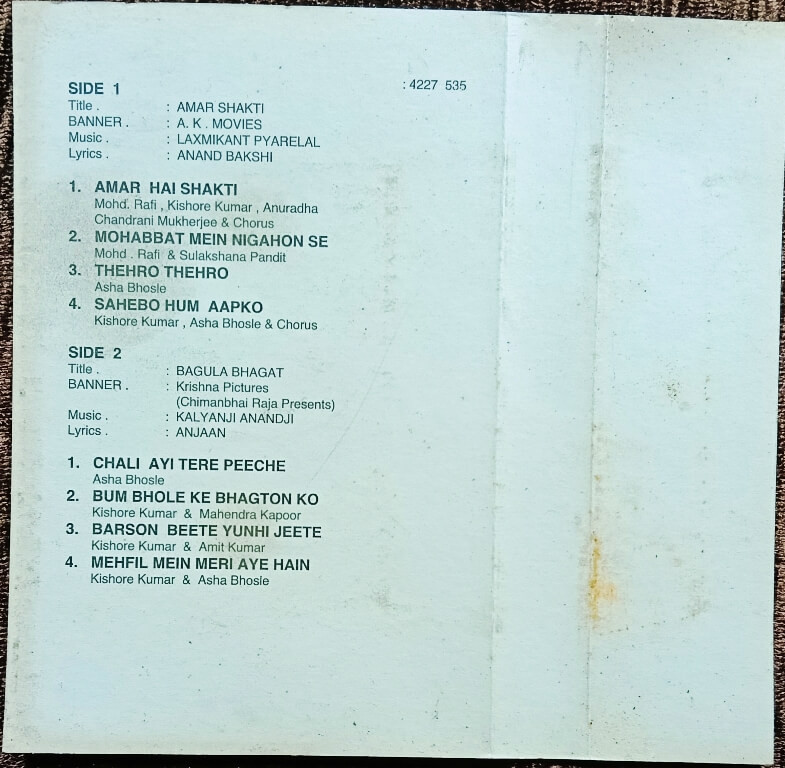 SIDE 1
: 4227 535
Title . : AMAR SHAKTI
BANNER . : A. K . MOVIES
Music . : LAXMIKANT PYARELAL
Lyrics . : ANAND BAKSHI
1. AMAR HAI SHAKTI
Mohd. Rafi , Kishore Kumar , Anuradha
Chandrani Mukherjee & Chorus
2. MOHABBAT MEIN NIGAHON SE
Mohd . Rafi & Sulakshana Pandit
3. THEHRO THEHRO
Asha Bhosle
4. SAHEBO HUM AAPKO
Kishore Kumar , Asha Bhosle & Chorus
SIDE 2
Title . : BAGULA BHAGAT
BANNER . : Krishna Pictures
(Chimanbhai Raja Presents)
Music . : KALYANJI ANANDJI
Lyrics . : ANJAAN
1. CHALI AYI TERE PEECHE
Asha Bhosle
2. BUM BHOLE KE BHAGTON KO
Kishore Kumar & Mahendra Kapoor
3. BARSON BEETE YUNHI JEETE
Kishore Kumar & Amit Kumar
4. MEHFIL MEIN MERI AYE HAIN
Kishore Kumar & Asha Bhosle